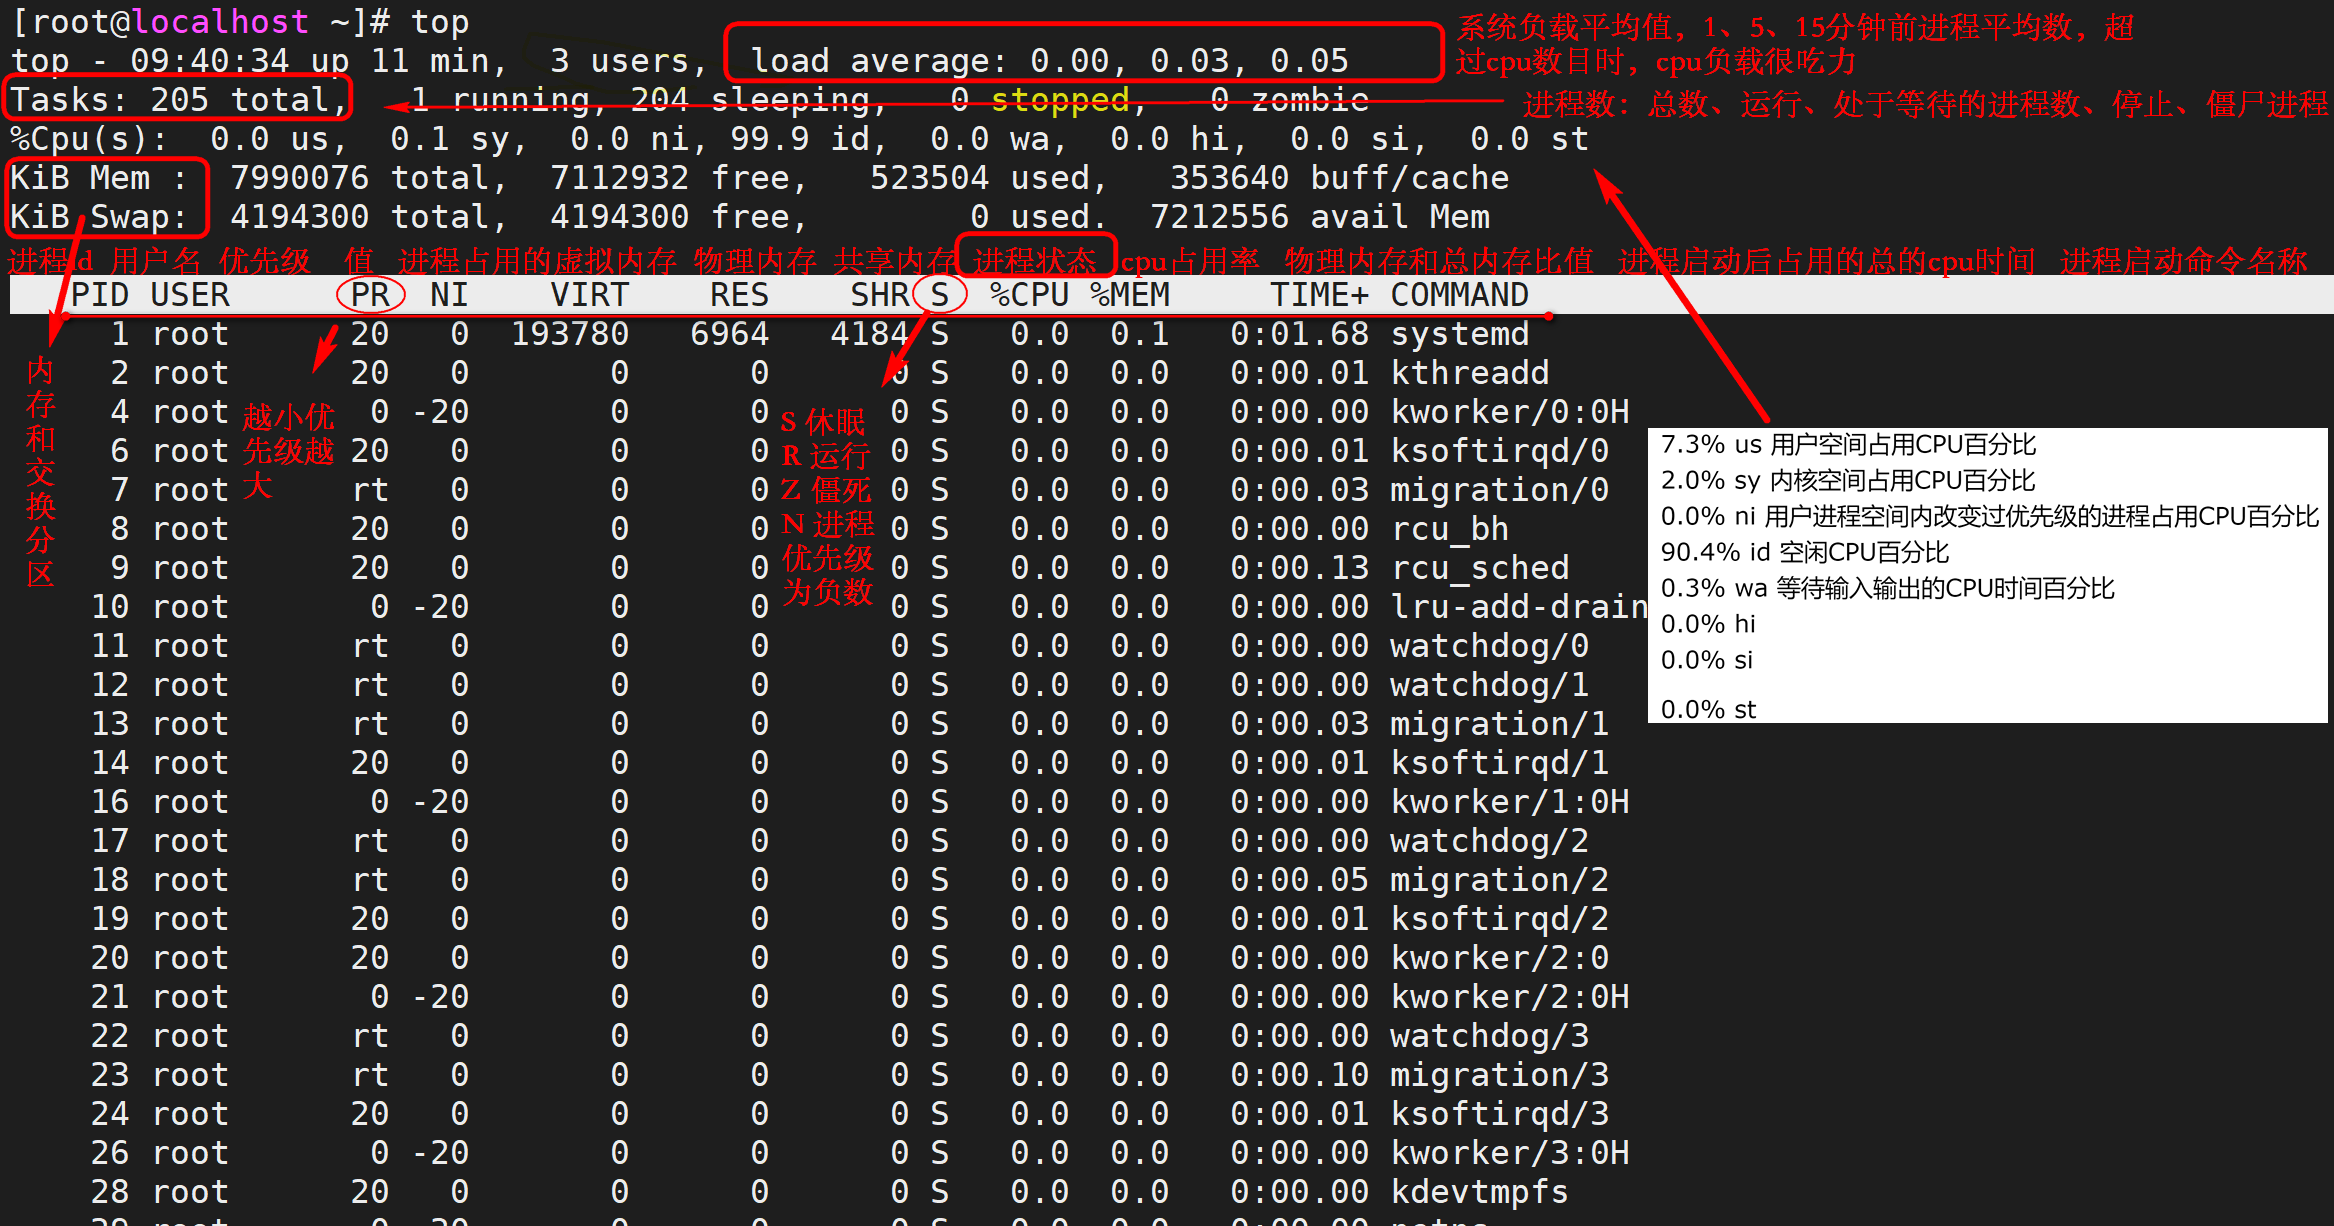 [root@localhost ~]# top
系统负载平均值，1、5、15分钟前进程平均数，超
top - 09:40:34 up 11 min,  3 users,  load average: 0.00, 0.03, 0.05
过cpu数目时，cpu负载很吃力
Tasks: 205 total,   1 running, 204 sleeping,   0 stopped,   0 zombie
进程数：总数、运行、处于等待的进程数、停止、僵尸进程
%Cpu(s):  0.0 us,  0.1 sy,  0.0 ni, 99.9 id,  0.0 wa,  0.0 hi,  0.0 si,  0.0 st
KiB Mem :  7990076 total,  7112932 free,   523504 used,   353640 buff/cache
KiB Swap:  4194300 total,  4194300 free,        0 used.  7212556 avail Mem
进程id 用户名 优先级 值 进程占用的虚拟内存 物理内存 共享内存 进程状态 cpu占用率 物理内存和总内存比值 进程启动后占用的总的cpu时间 进程启动命令名称
PID USER PR NI VIRT RES SHR S %CPU %MEM TIME+ COMMAND
1 root 20 0 193780 6964 4184 S 0.0 0.1 0:01.68 systemd
2 root 20 0 0 0 0 S 0.0 0.0 0:00.01 kthreadd
4 root 0 -20 0 0 0 S 0.0 0.0 0:00.00 kworker/0:0H
6 root 20 0 0 0 0 S 0.0 0.0 0:00.01 ksoftirqd/0
7 root rt 0 0 0 0 S 0.0 0.0 0:00.03 migration/0
8 root 20 0 0 0 0 S 0.0 0.0 0:00.00 rcu_bh
9 root 20 0 0 0 0 S 0.0 0.0 0:00.13 rcu_sched
10 root 0 -20 0 0 0 S 0.0 0.0 0:00.00 lru-add-drain
11 root rt 0 0 0 0 S 0.0 0.0 0:00.00 watchdog/0
12 root rt 0 0 0 0 S 0.0 0.0 0:00.00 watchdog/1
13 root rt 0 0 0 0 S 0.0 0.0 0:00.03 migration/1
14 root 20 0 0 0 0 S 0.0 0.0 0:00.01 ksoftirqd/1
16 root 0 -20 0 0 0 S 0.0 0.0 0:00.00 kworker/1:0H
17 root rt 0 0 0 0 S 0.0 0.0 0:00.00 watchdog/2
18 root rt 0 0 0 0 S 0.0 0.0 0:00.05 migration/2
19 root 20 0 0 0 0 S 0.0 0.0 0:00.01 ksoftirqd/2
20 root 20 0 0 0 0 S 0.0 0.0 0:00.00 kworker/2:0
21 root 0 -20 0 0 0 S 0.0 0.0 0:00.00 kworker/2:0H
22 root rt 0 0 0 0 S 0.0 0.0 0:00.00 watchdog/3
23 root rt 0 0 0 0 S 0.0 0.0 0:00.10 migration/3
24 root 20 0 0 0 0 S 0.0 0.0 0:00.01 ksoftirqd/3
26 root 0 -20 0 0 0 S 0.0 0.0 0:00.00 kworker/3:0H
28 root 20 0 0 0 0 S 0.0 0.0 0:00.00 kdevtmpfs
内存和交换分区
越小优
先级越
大
S 休眠
R 运行
Z 僵死
N 进程
优先级
为负数
7.3% us 用户空间占用CPU百分比
2.0% sy 内核空间占用CPU百分比
0.0% ni 用户进程空间内改变过优先级的进程占用CPU百分比
90.4% id 空闲CPU百分比
0.3% wa 等待输入输出的CPU时间百分比
0.0% hi
0.0% si
0.0% st